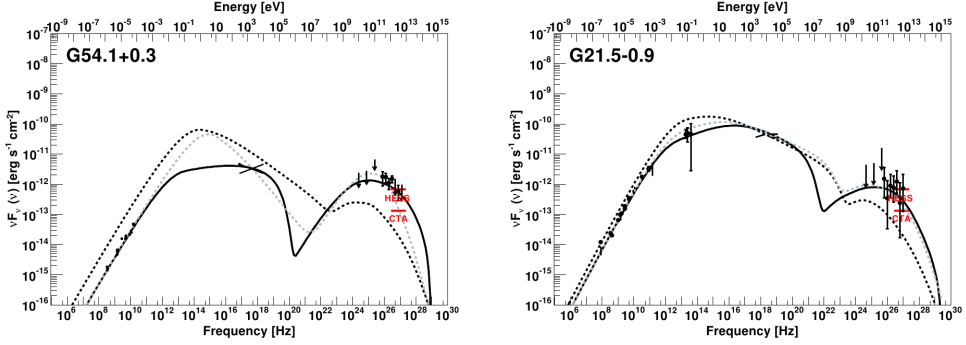 Energy [eV]
10⁻⁹ 10⁻⁷ 10⁻⁵ 10⁻³ 10⁻¹ 10 10³ 10⁵ 10⁷ 10⁹ 10¹¹ 10¹³ 10¹⁵
G54.1+0.3
νFᵥ (ν) [erg s⁻¹ cm⁻²]
10⁻⁷
10⁻⁸
10⁻⁹
10⁻¹⁰
10⁻¹¹
10⁻¹²
10⁻¹³
10⁻¹⁴
10⁻¹⁵
10⁻¹⁶
HESS
CTA
10⁶ 10⁸ 10¹⁰ 10¹² 10¹⁴ 10¹⁶ 10¹⁸ 10²⁰ 10²² 10²⁴ 10²⁶ 10²⁸ 10³⁰
Frequency [Hz]
Energy [eV]
10⁻⁹ 10⁻⁷ 10⁻⁵ 10⁻³ 10⁻¹ 10 10³ 10⁵ 10⁷ 10⁹ 10¹¹ 10¹³ 10¹⁵
G21.5-0.9
νFᵥ (ν) [erg s⁻¹ cm⁻²]
10⁻⁷
10⁻⁸
10⁻⁹
10⁻¹⁰
10⁻¹¹
10⁻¹²
10⁻¹³
10⁻¹⁴
10⁻¹⁵
10⁻¹⁶
HESS
CTA
10⁶ 10⁸ 10¹⁰ 10¹² 10¹⁴ 10¹⁶ 10¹⁸ 10²⁰ 10²² 10²⁴ 10²⁶ 10²⁸ 10³⁰
Frequency [Hz]